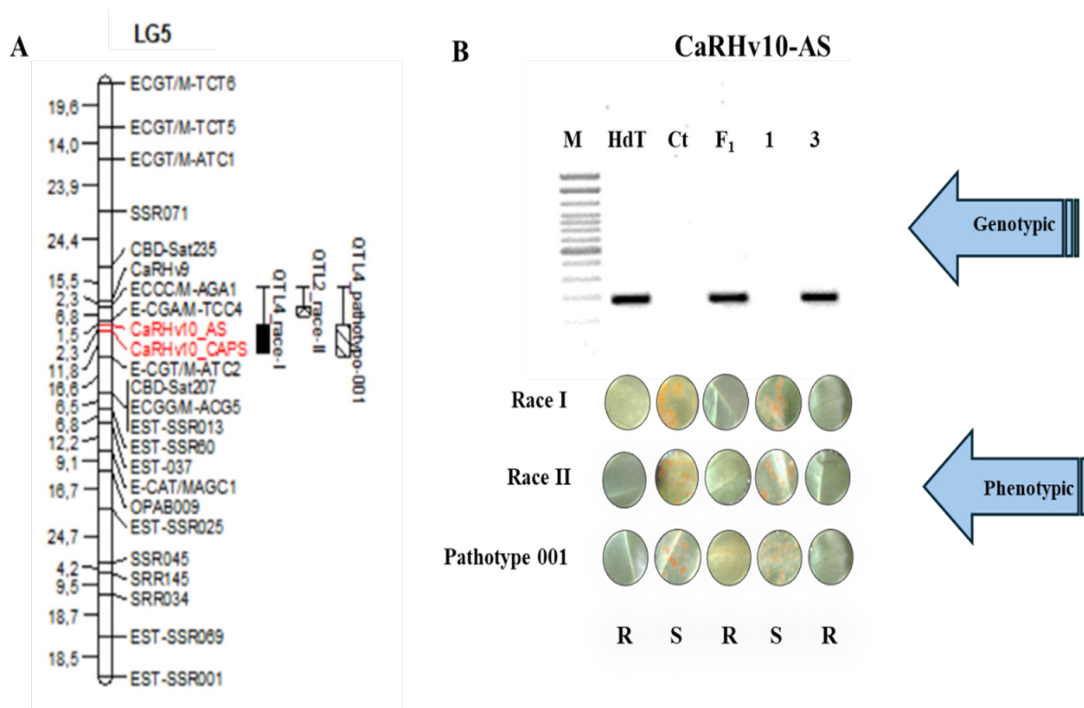 A
LG5
ECGT/M-TCT6
19,6
ECGT/M-TCT5
14,0
ECGT/M-ATC1
23,9
SSR071
24,4
CBD-Sat235
15,5
CaRHv9
2,3
ECCC/M-AGA1
6,8
E-CGA/M-TCC4
1,5
CaRHv10_AS
2,3
CaRHv10_CAPS
11,8
E-CGT/M-ATC2
16,6
CBD-Sat207
6,5
ECGG/M-ACG5
6,8
EST-SSR013
12,2
EST-SSR60
9,1
EST-037
16,7
E-CAT/MAGC1
OPAB009
24,7
EST-SSR025
4,2
SSR045
9,5
SRR145
SRR034
18,7
EST-SSR069
18,5
EST-SSR001
QTL4_race-I
QTL2_race-II
QTL4_pathotypo-001
B
CaRHv10-AS
M HdT Ct F₁ 1 3
Genotypic
Race I
Race II
Phenotypic
Pathotype 001
R S R S R